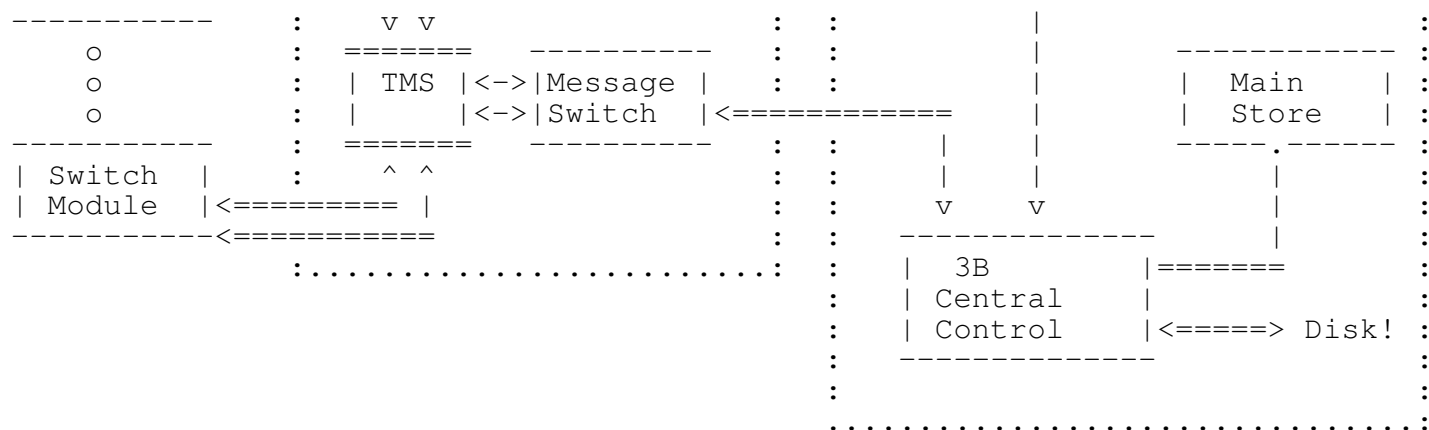 -----------     :    v v                  :  :          |                    :
    o           :  =======   ----------   :  :          |       ------------ :
    o           :  | TMS |<->|Message |   :  :          |       |  Main    | :
    o           :  |     |<->|Switch  |<============    |       |  Store   | :
-----------     :  =======   ----------   :  :     |    |       -----.------ :
| Switch  |     :    ^ ^                  :  :     |    |            |       :
| Module  |<========= |                  :  :     v    v            |       :
-----------<===========                  :  :  --------------      |       :
               :.........................:  :  |  3B        |=======       :
                                            :  | Central    |              :
                                            :  | Control    |<=====> Disk! :
                                            :  --------------              :
                                            :                              :
                                            ................................: